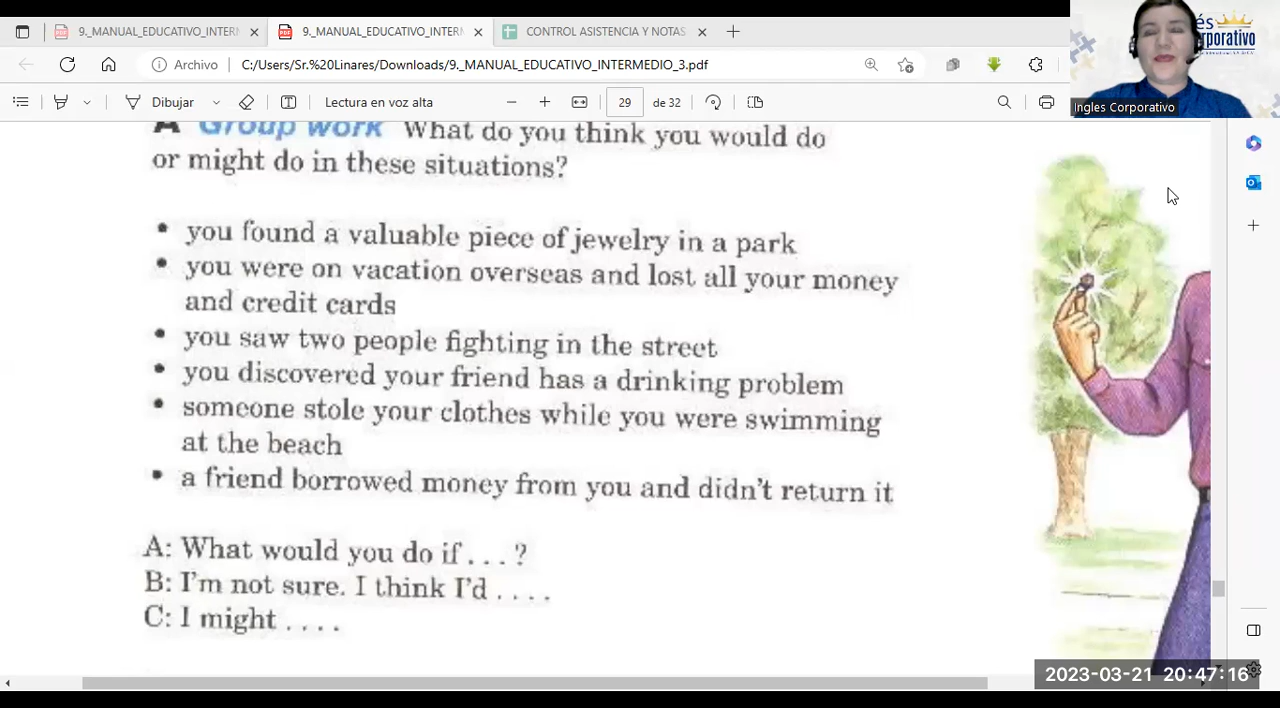 9._MANUAL_EDUCATIVO_INTERM
9._MANUAL_EDUCATIVO_INTERM
CONTROL ASISTENCIA Y NOTAS
Archivo
C:/Users/Sr.%20Linares/Downloads/9._MANUAL_EDUCATIVO_INTERMEDIO_3.pdf
Dibujar
Lectura en voz alta
29
de 32
Ingles Corporativo
A Group work What do you think you would do
or might do in these situations?
• you found a valuable piece of jewelry in a park
• you were on vacation overseas and lost all your money
and credit cards
• you saw two people fighting in the street
• you discovered your friend has a drinking problem
• someone stole your clothes while you were swimming
at the beach
• a friend borrowed money from you and didn't return it
A: What would you do if . . . ?
B: I'm not sure. I think I'd . . . .
C: I might . . . .
2023-03-21 20:47:16